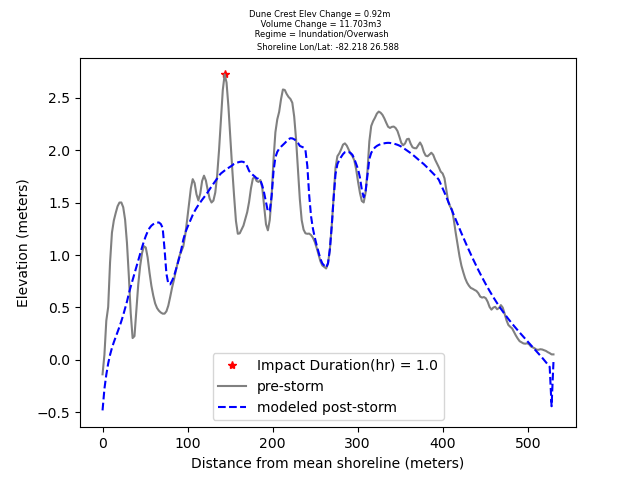 Dune Crest Elev Change = 0.92m
Volume Change = 11.703m3
Regime = Inundation/Overwash
Shoreline Lon/Lat: -82.218 26.588
2.5
2.0
1.5
1.0
0.5
0.0
−0.5
Elevation (meters)
Impact Duration(hr) = 1.0
pre-storm
modeled post-storm
0 100 200 300 400 500
Distance from mean shoreline (meters)